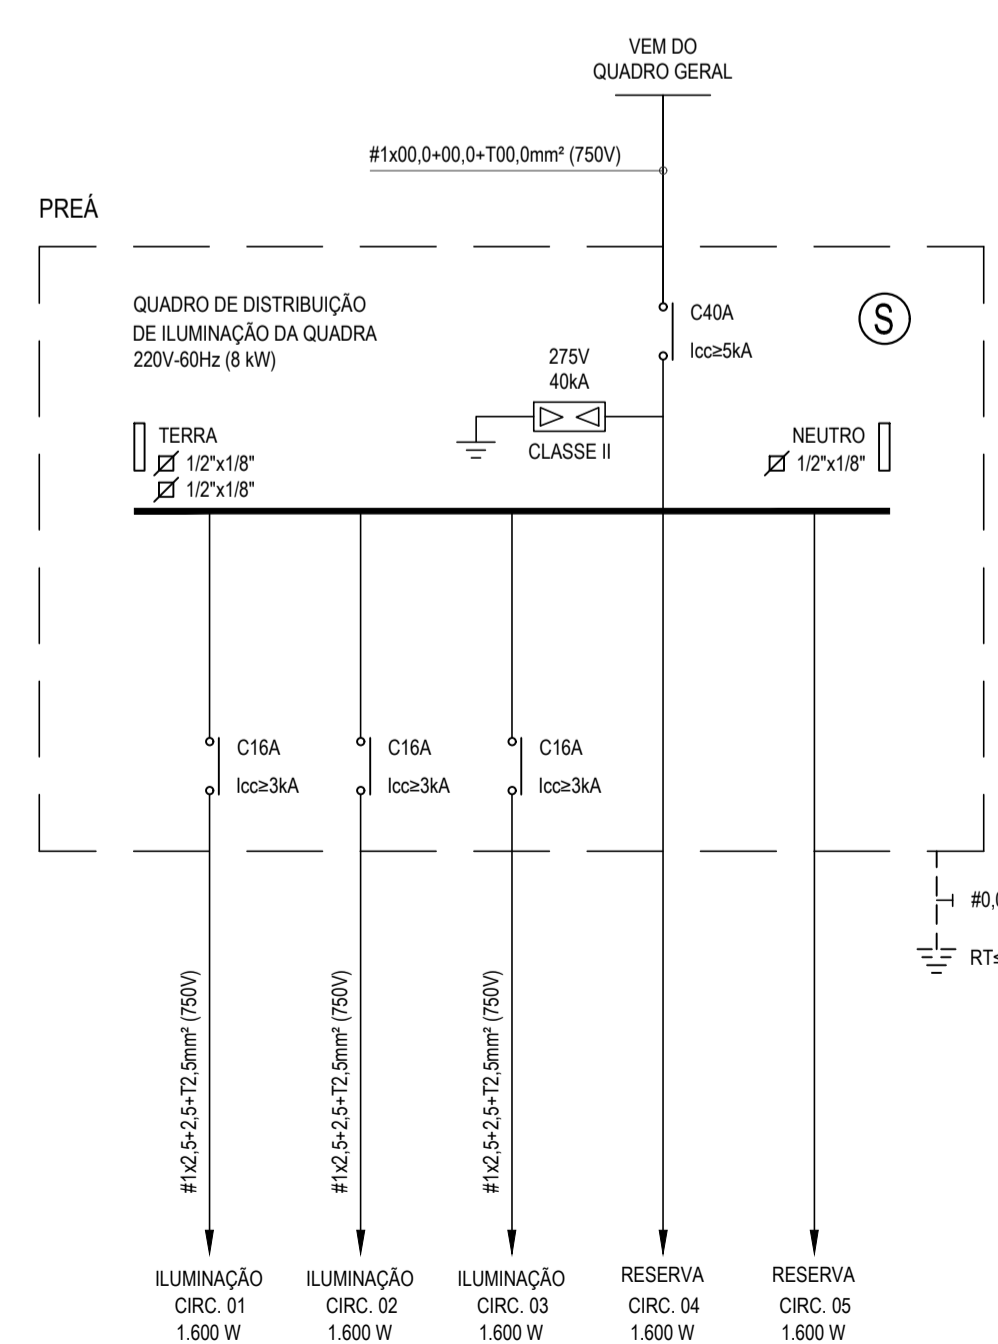 VEM DO
QUADRO GERAL
#1x00,0+00,0+T00,0mm² (750V)
PREÁ
QUADRO DE DISTRIBUIÇÃO
DE ILUMINAÇÃO DA QUADRA
220V-60Hz (8 kW)
C40A
Icc≥5kA
S
275V
40kA
CLASSE II
TERRA
1/2"x1/8"
1/2"x1/8"
NEUTRO
1/2"x1/8"
C16A
Icc≥3kA
C16A
Icc≥3kA
C16A
Icc≥3kA
#0,0
RT≤
#1x2,5+2,5+T2,5mm² (750V)
#1x2,5+2,5+T2,5mm² (750V)
#1x2,5+2,5+T2,5mm² (750V)
ILUMINAÇÃO
CIRC. 01
1.600 W
ILUMINAÇÃO
CIRC. 02
1.600 W
ILUMINAÇÃO
CIRC. 03
1.600 W
RESERVA
CIRC. 04
1.600 W
RESERVA
CIRC. 05
1.600 W